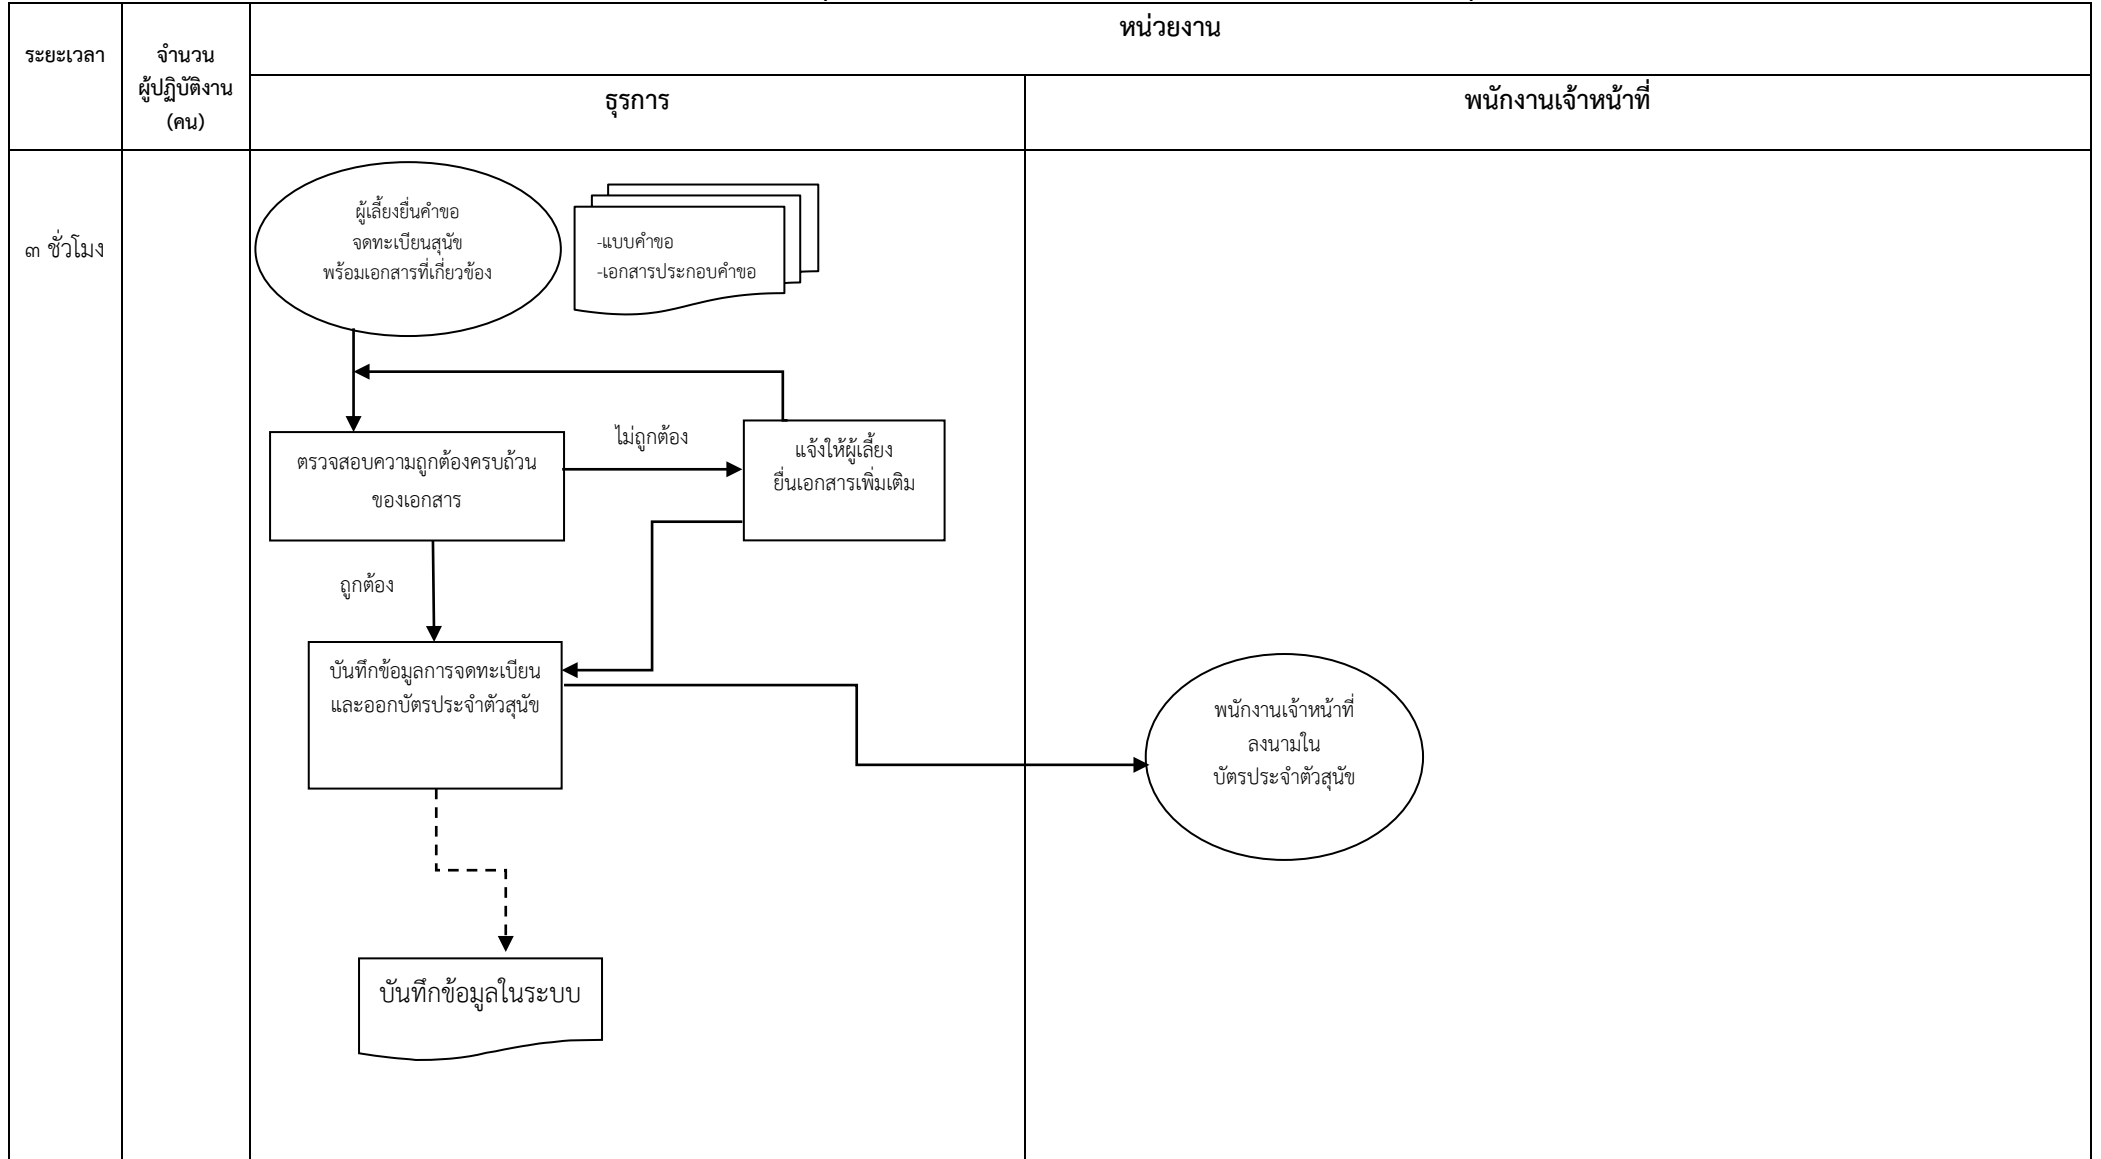 หน่วยงาน
ระยะเวลา
จำนวน
ผู้ปฏิบัติงาน
(คน)
ธุรการ
พนักงานเจ้าหน้าที่
๓ ชั่วโมง
ผู้เลี้ยงยื่นคำขอ
จดทะเบียนสุนัข
พร้อมเอกสารที่เกี่ยวข้อง
-แบบคำขอ
-เอกสารประกอบคำขอ
ตรวจสอบความถูกต้องครบถ้วน
ของเอกสาร
ไม่ถูกต้อง
แจ้งให้ผู้เลี้ยง
ยื่นเอกสารเพิ่มเติม
ถูกต้อง
บันทึกข้อมูลการจดทะเบียน
และออกบัตรประจำตัวสุนัข
พนักงานเจ้าหน้าที่
ลงนามใน
บัตรประจำตัวสุนัข
บันทึกข้อมูลในระบบ